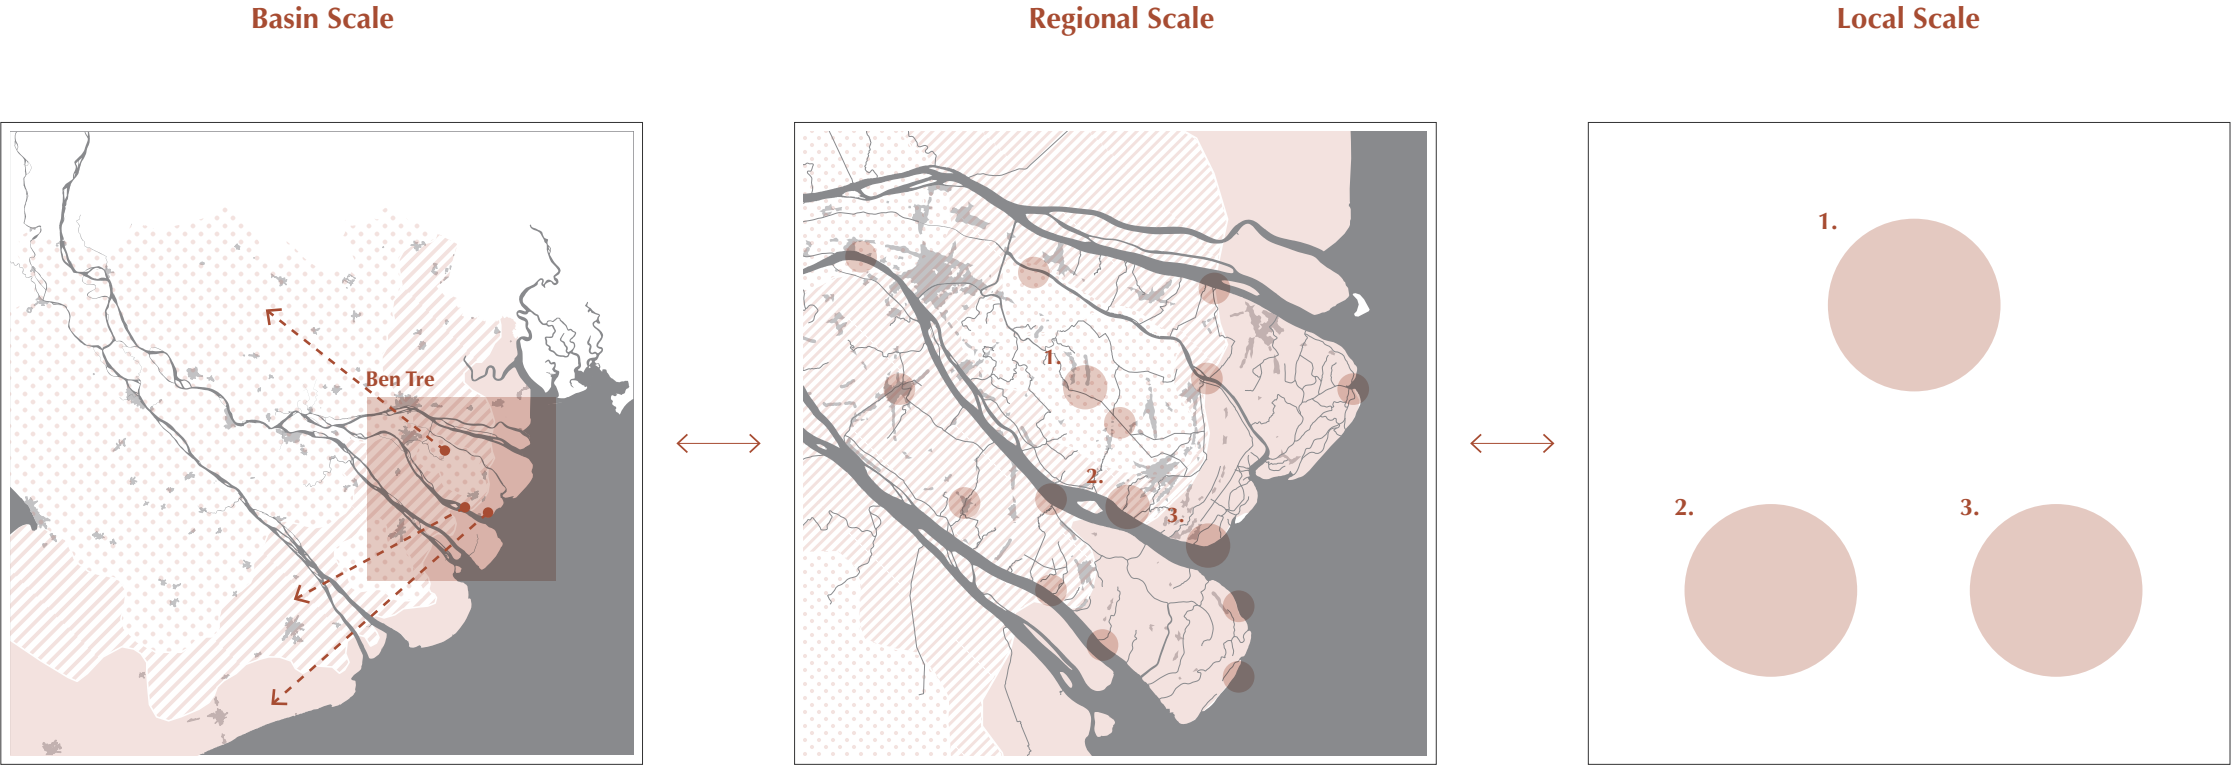 Basin Scale
Regional Scale
Local Scale
Ben Tre
1.
2.
3.
1.
2.
3.